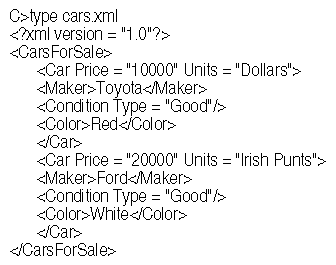 C>type cars.xml
<?xml version = "1.0"?>
<CarsForSale>
<Car Price = "10000" Units = "Dollars">
<Maker>Toyota</Maker>
<Condition Type = "Good"/>
<Color>Red</Color>
</Car>
<Car Price = "20000" Units = "Irish Punts">
<Maker>Ford</Maker>
<Condition Type = "Good"/>
<Color>White</Color>
</Car>
</CarsForSale>